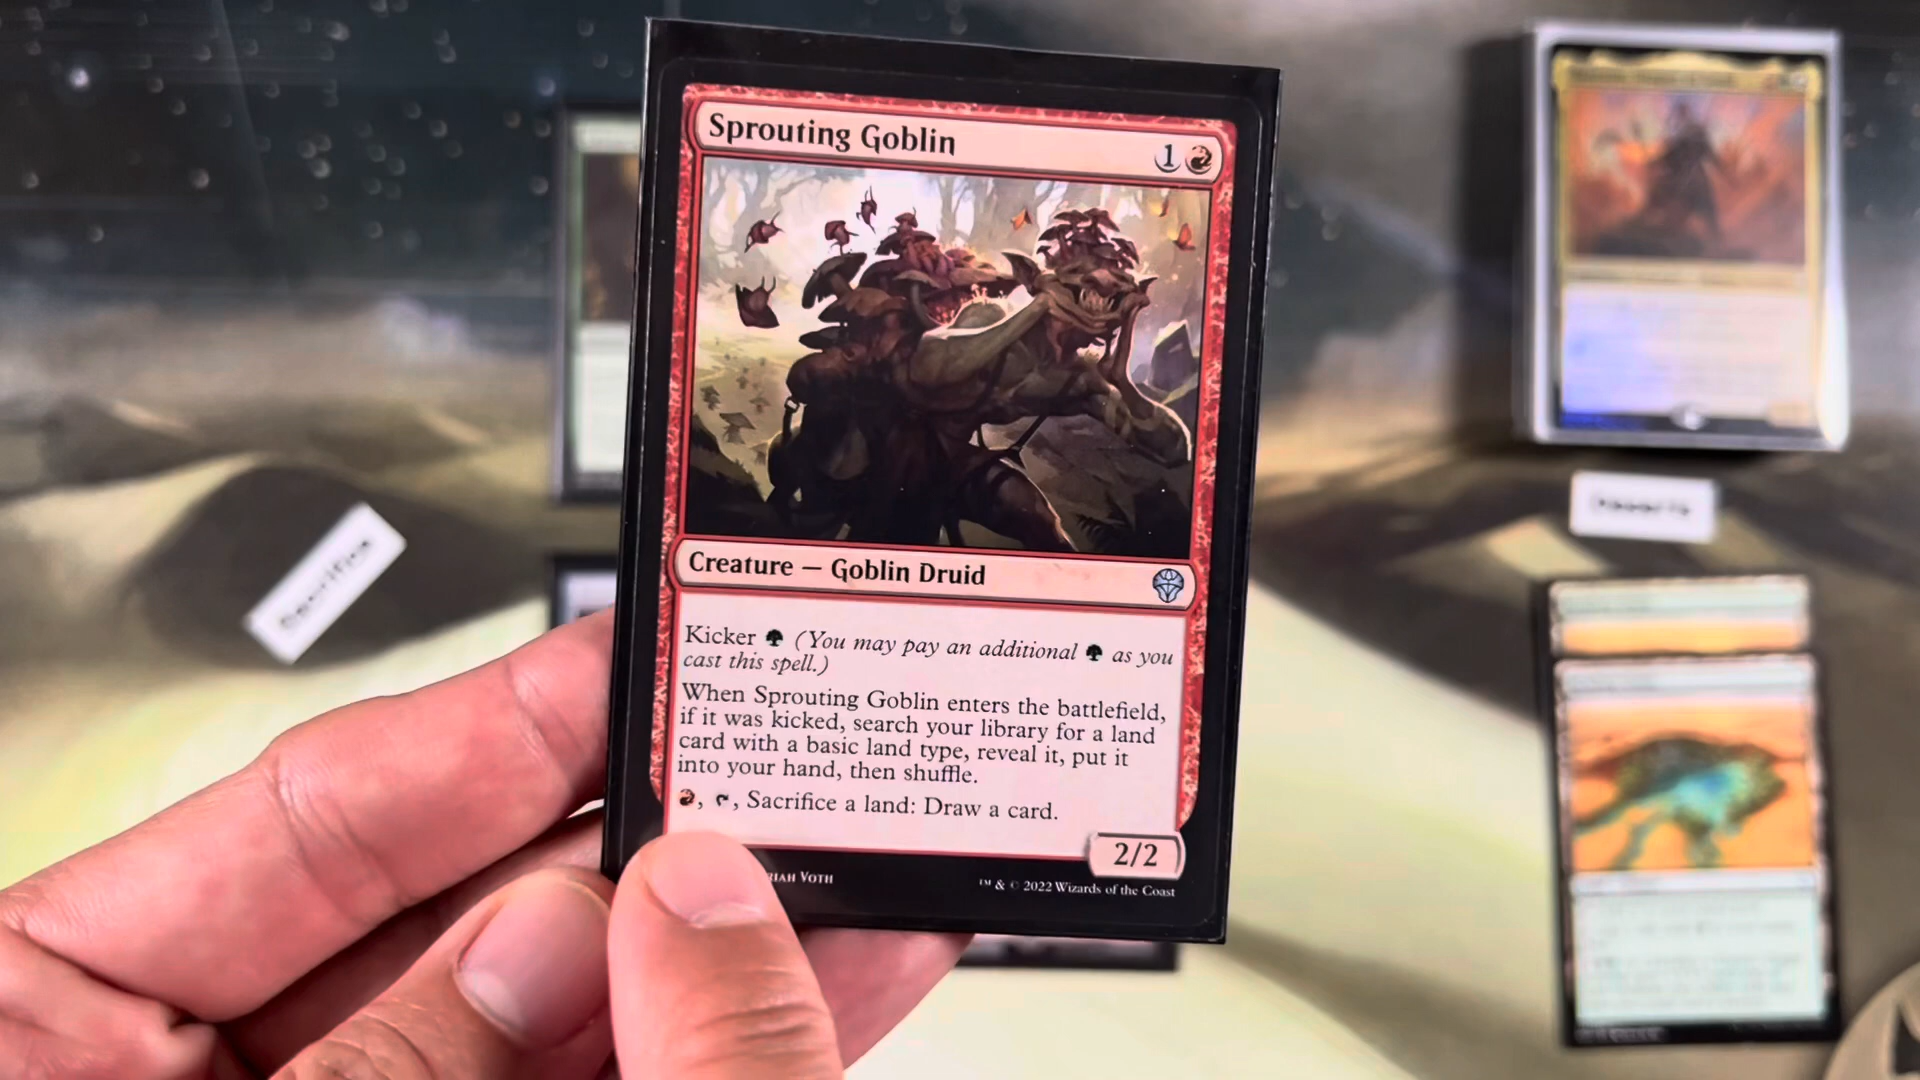 Sprouting Goblin
1
Creature — Goblin Druid
Kicker (You may pay an additional as you
cast this spell.)
When Sprouting Goblin enters the battlefield,
if it was kicked, search your library for a land
card with a basic land type, reveal it, put it
into your hand, then shuffle.
, , Sacrifice a land: Draw a card.
2/2
RIAH VOTH
™ & © 2022 Wizards of the Coast
Sacrifice
Deserts